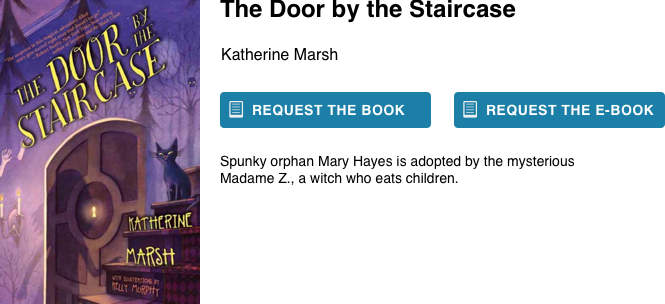 The Door by the Staircase
Katherine Marsh
REQUEST THE BOOK
REQUEST THE E-BOOK
Spunky orphan Mary Hayes is adopted by the mysterious
Madame Z., a witch who eats children.
THE DOOR BY
THE
STAIRCASE
KATHERINE
MARSH
WITH ILLUSTRATIONS BY
KELLY MURPHY